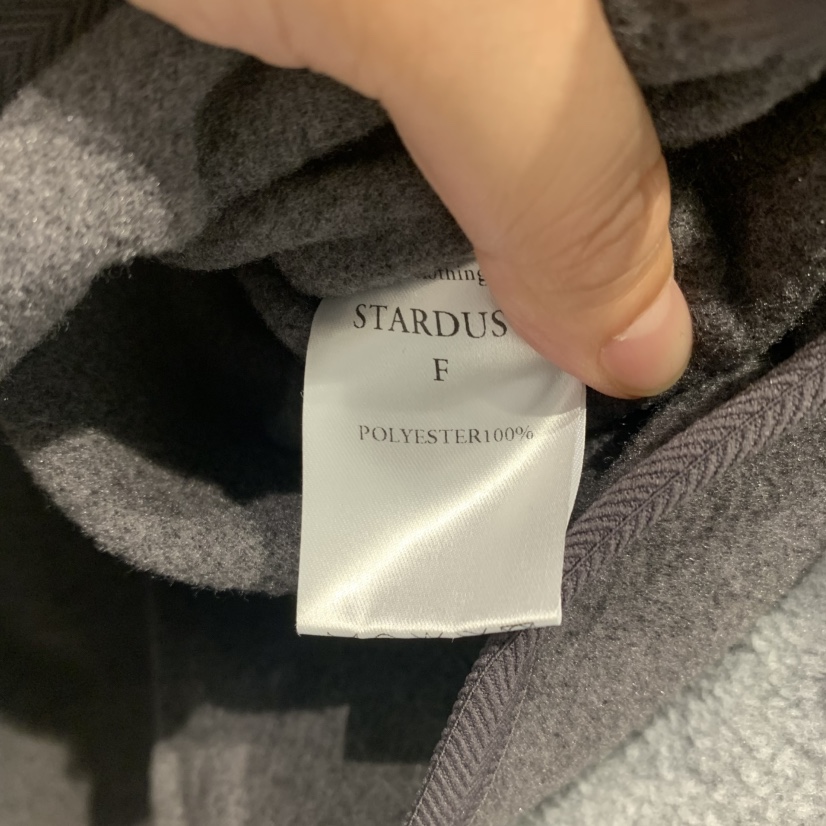 STARDUS
F
POLYESTER100%